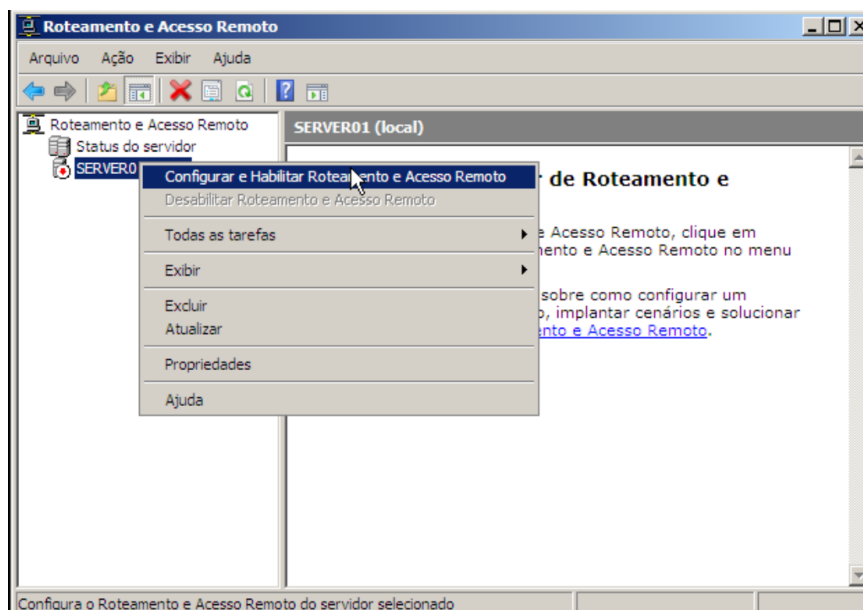 Roteamento e Acesso Remoto
Arquivo Ação Exibir Ajuda
Roteamento e Acesso Remoto
Status do servidor
SERVER0
SERVER01 (local)
Configurar e Habilitar Roteamento e Acesso Remoto
Desabilitar Roteamento e Acesso Remoto
Todas as tarefas
Exibir
Excluir
Atualizar
Propriedades
Ajuda
de Roteamento e
e Acesso Remoto, clique em
mento e Acesso Remoto no menu
sobre como configurar um
o, implantar cenários e solucionar
ento e Acesso Remoto.
Configura o Roteamento e Acesso Remoto do servidor selecionado